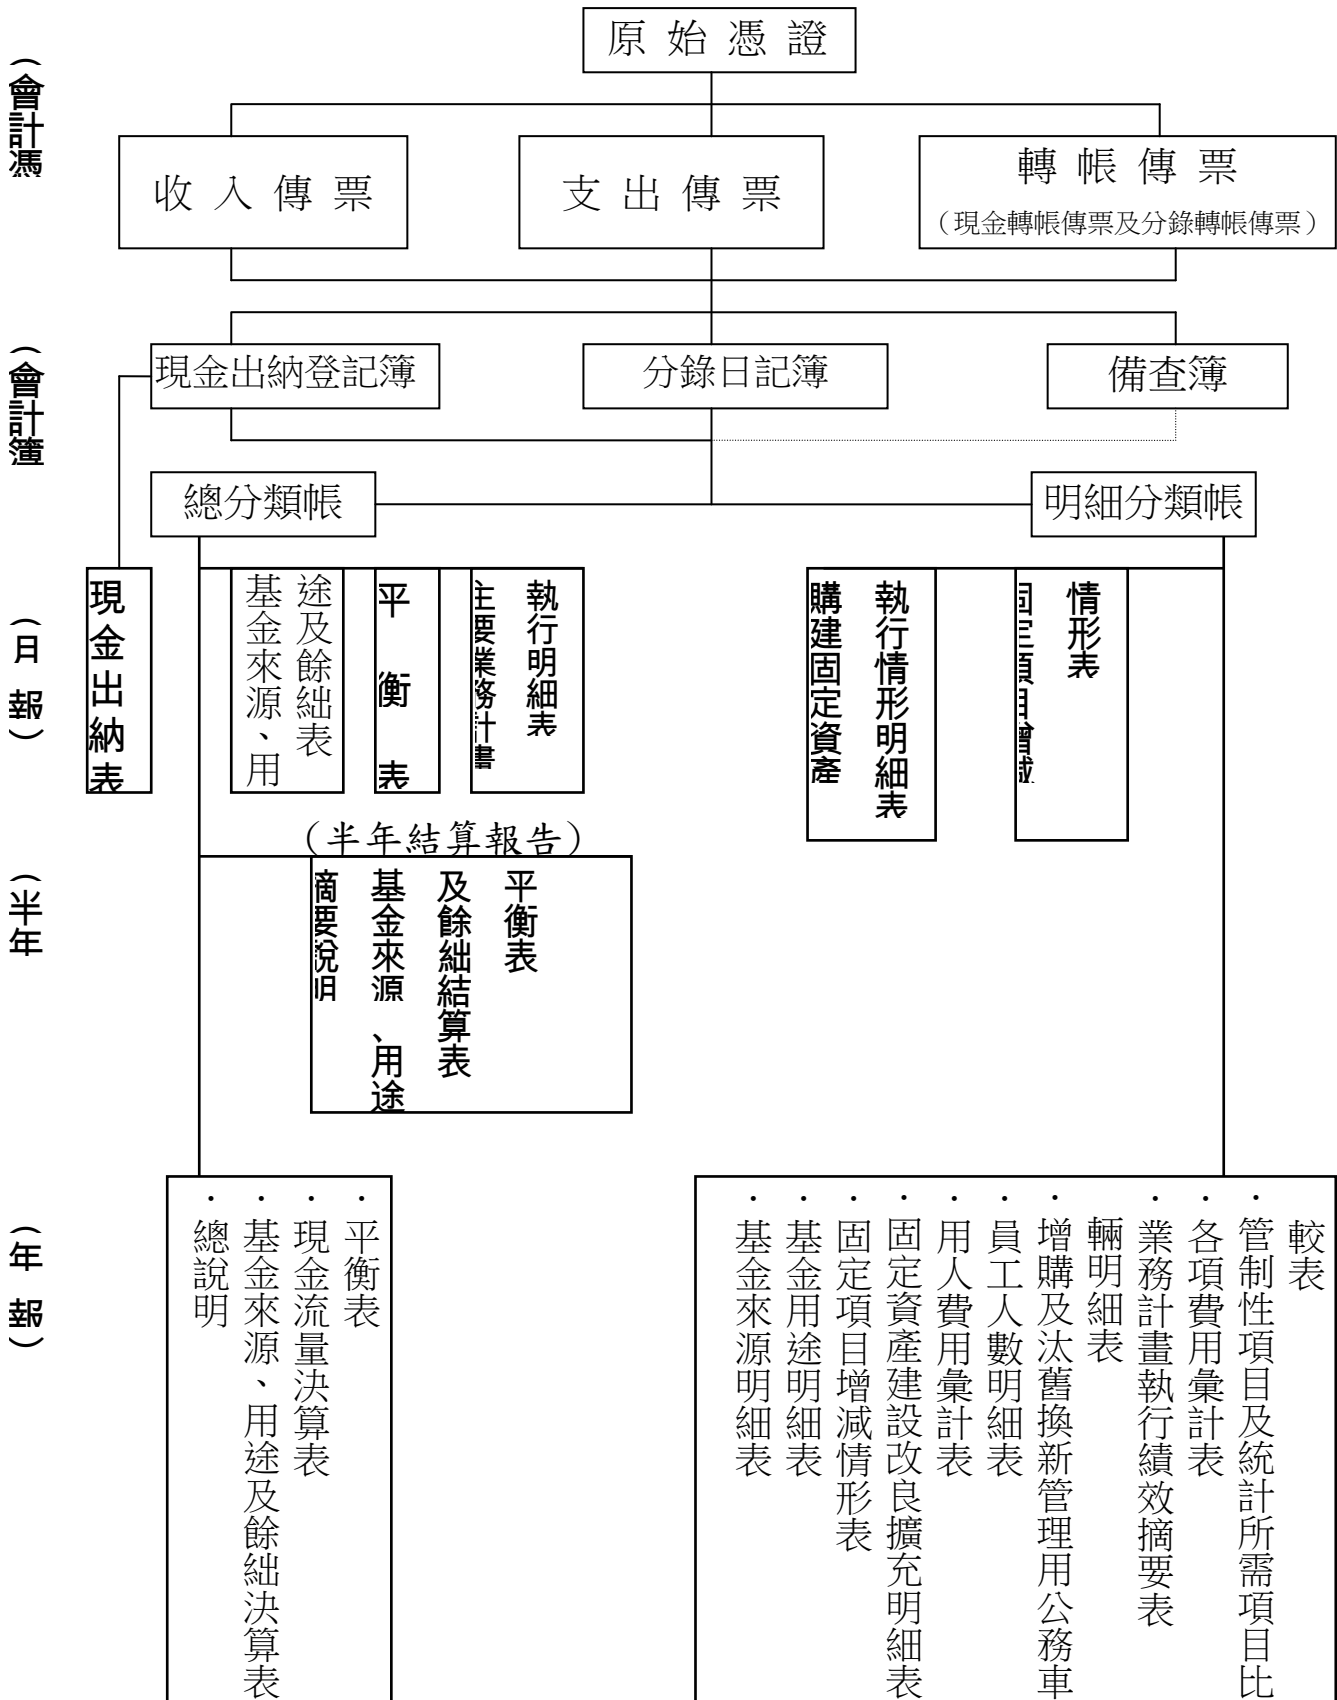 原始憑證
（會計憑
收入傳票
支出傳票
轉帳傳票
（現金轉帳傳票及分錄轉帳傳票）
（會計簿
現金出納登記簿
分錄日記簿
備查簿
總分類帳
明細分類帳
（月報）
現金出納表
基金來源、用
途及餘絀表
平衡表
主要業務計畫
執行明細表
購建固定資產
執行情形明細表
固定項目增減
情形表
（半年
（半年結算報告）
摘要說明
基金來源、用途
及餘絀結算表
平衡表
（年報）
．總說明
．基金來源、用途及餘絀決算表
．現金流量決算表
．平衡表
．基金來源明細表
．基金用途明細表
．固定項目增減情形表
．固定資產建設改良擴充明細表
．用人費用彙計表
．員工人數明細表
．增購及汰舊換新管理用公務車
輛明細表
．業務計畫執行績效摘要表
．各項費用彙計表
．管制性項目及統計所需項目比
較表